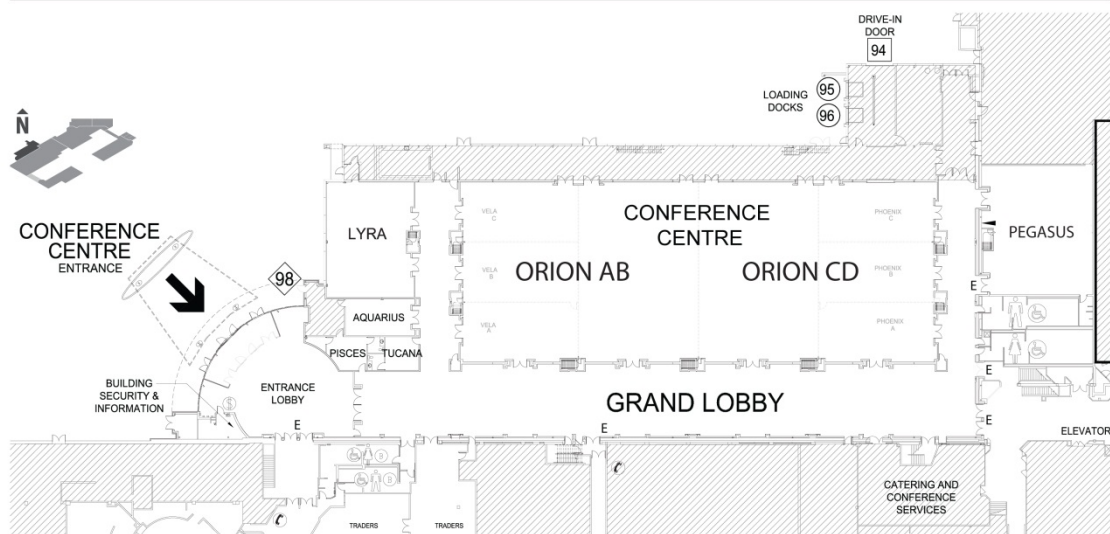 DRIVE-IN
DOOR
94
95
LOADING
DOCKS
96
N
CONFERENCE
CENTRE
ENTRANCE
98
LYRA
VELA
C
CONFERENCE
CENTRE
PHOENIX
C
PEGASUS
VELA
B
ORION AB
ORION CD
PHOENIX
B
E
AQUARIUS
VELA
A
PHOENIX
A
PISCES
TUCANA
BUILDING
SECURITY &
INFORMATION
ENTRANCE
LOBBY
GRAND LOBBY
E
E
E
E
ELEVATOR
B
B
CATERING AND
CONFERENCE
SERVICES
TRADERS
TRADERS